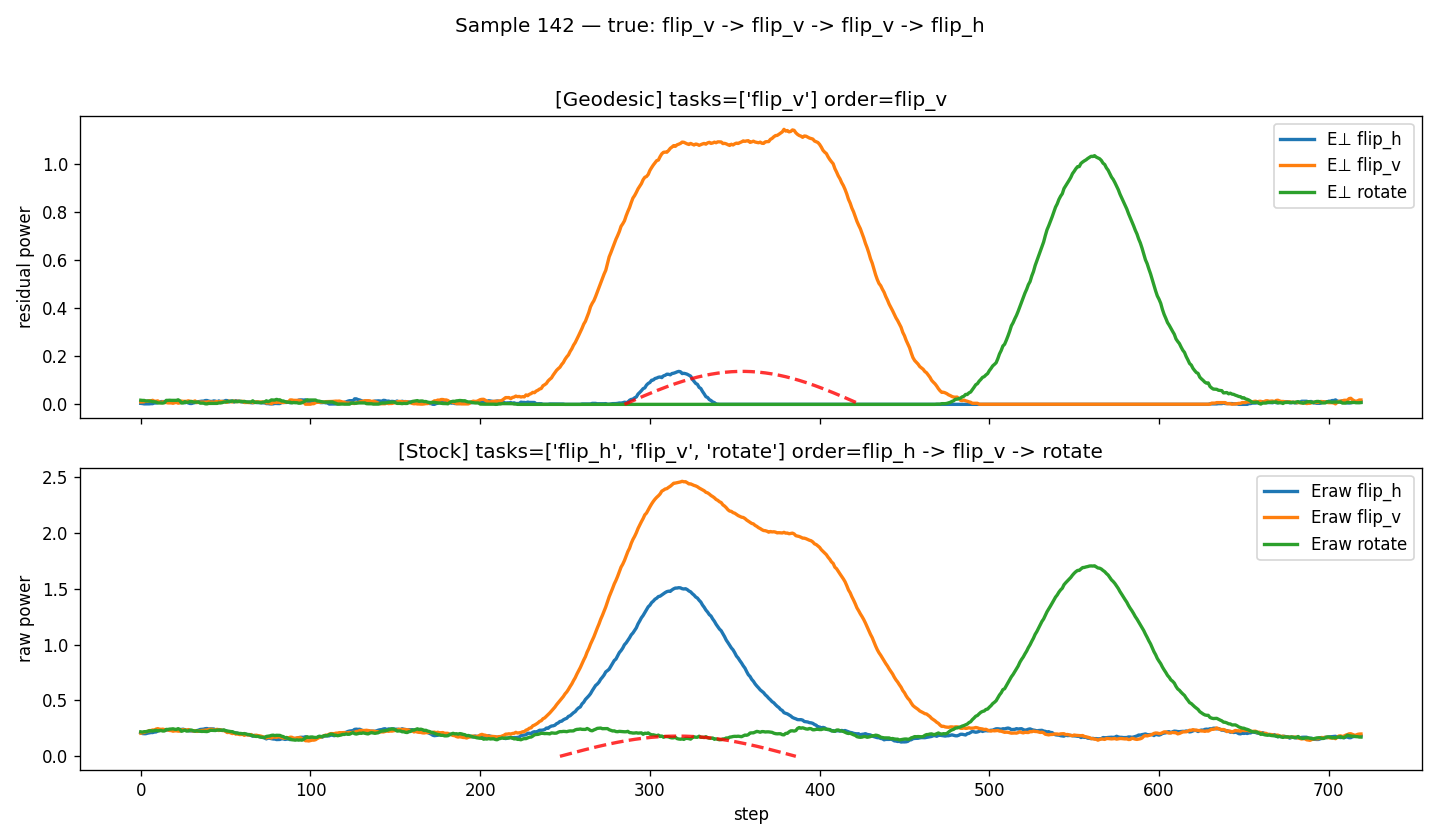 Sample 142 — true: flip_v -> flip_v -> flip_v -> flip_h
[Geodesic] tasks=['flip_v'] order=flip_v
residual power
1.0
0.8
0.6
0.4
0.2
0.0
E⊥ flip_h
E⊥ flip_v
E⊥ rotate
[Stock] tasks=['flip_h', 'flip_v', 'rotate'] order=flip_h -> flip_v -> rotate
raw power
2.5
2.0
1.5
1.0
0.5
0.0
Eraw flip_h
Eraw flip_v
Eraw rotate
0 100 200 300 400 500 600 700
step